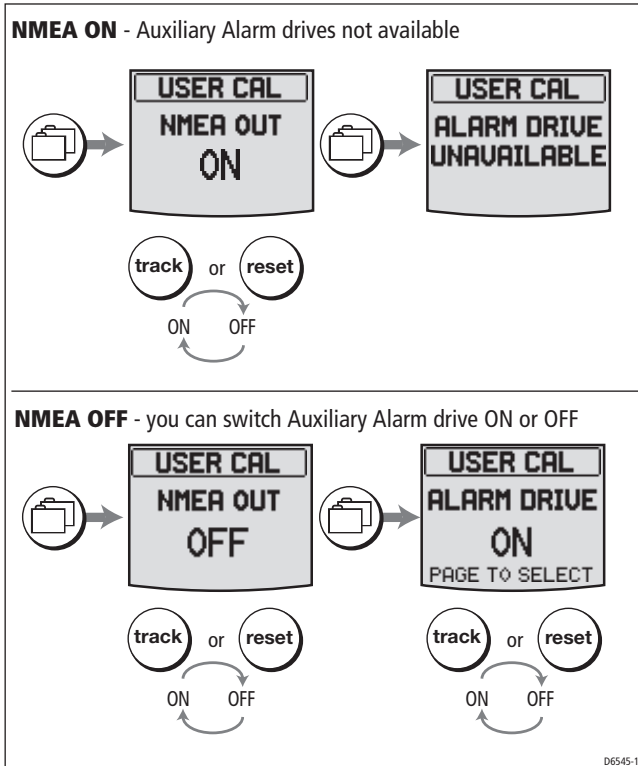 NMEA ON - Auxiliary Alarm drives not available
USER CAL
NMEA OUT
ON
USER CAL
ALARM DRIVE
UNAVAILABLE
track or reset
ON OFF
NMEA OFF - you can switch Auxiliary Alarm drive ON or OFF
USER CAL
NMEA OUT
OFF
USER CAL
ALARM DRIVE
ON
PAGE TO SELECT
track or reset
ON OFF
track or reset
ON OFF
D6545-1